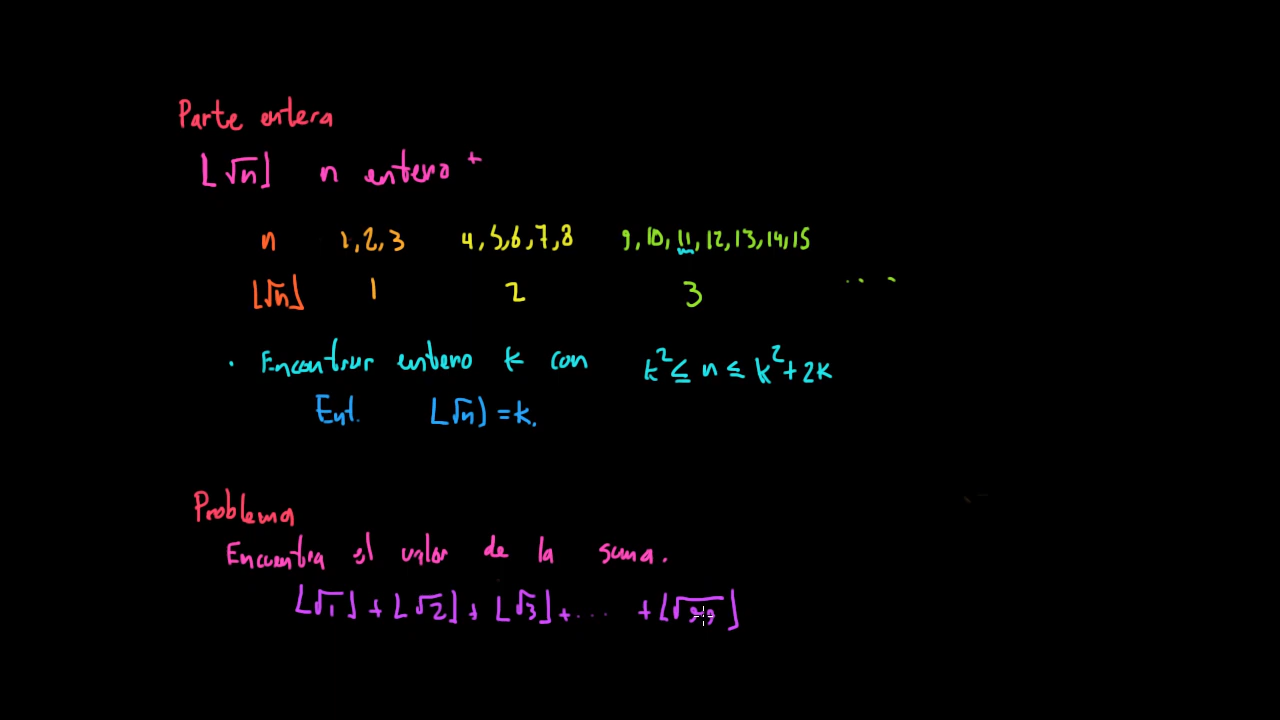 Parte entera
⌊√n⌋ n entero +
n 1, 2, 3 4, 5, 6, 7, 8 9, 10, 11, 12, 13, 14, 15
⌊√n⌋ 1 2 3 ....
· Encontrar entero k con k² ≤ n ≤ k² + 2k
Ent. ⌊√n⌋ = k.
Problema
Encuentra el valor de la suma.
⌊√1⌋ + ⌊√2⌋ + ⌊√3⌋ + .... +